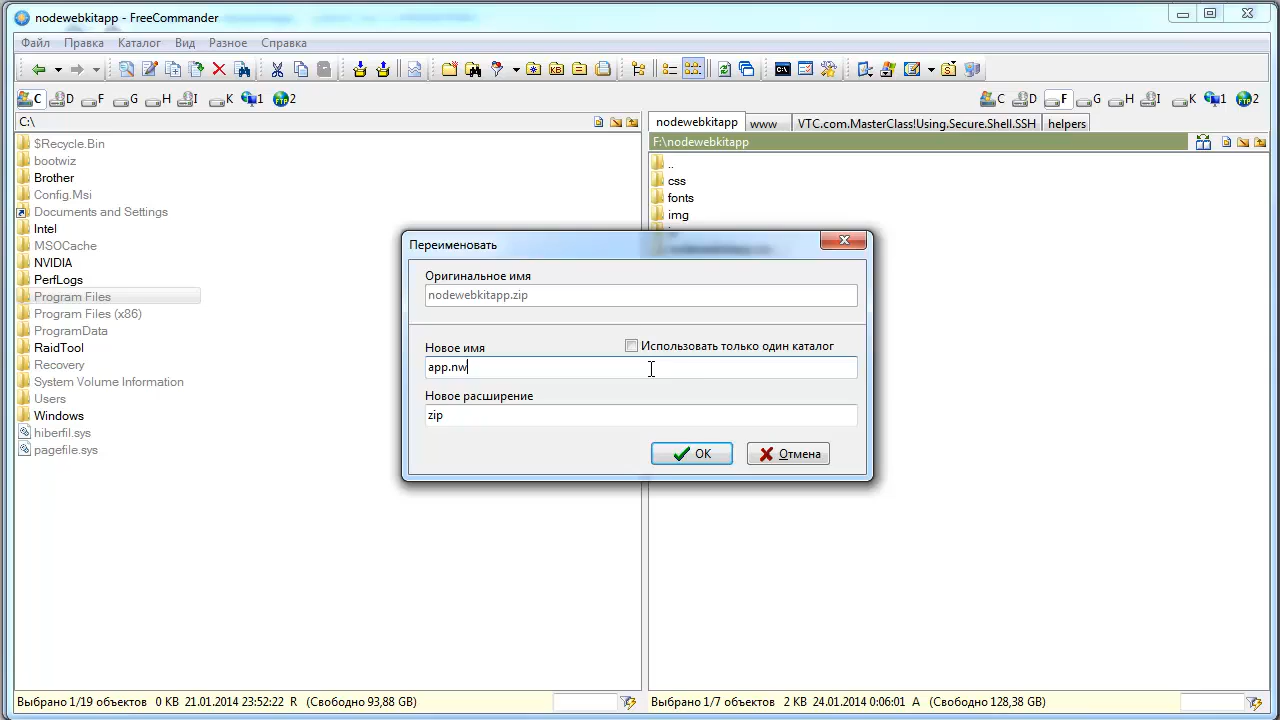 nodewebkitapp - FreeCommander
Файл Правка Каталог Вид Разное Справка
C D F G H I K 1 2
C D F G H I K 1 2
C:\
nodewebkitapp www VTC.com.MasterClass!Using.Secure.Shell.SSH helpers
F:\nodewebkitapp
$Recycle.Bin
bootwiz
Brother
Config.Msi
Documents and Settings
Intel
MSOCache
NVIDIA
PerfLogs
Program Files
Program Files (x86)
ProgramData
RaidTool
Recovery
System Volume Information
Users
Windows
hiberfil.sys
pagefile.sys
..
css
fonts
img
Переименовать
Оригинальное имя
nodewebkitapp.zip
Новое имя
Использовать только один каталог
app.nw
Новое расширение
zip
OK
Отмена
Выбрано 1/19 объектов 0 KB 21.01.2014 23:52:22 R (Свободно 93,88 GB)
Выбрано 1/7 объектов 2 KB 24.01.2014 0:06:01 A (Свободно 128,38 GB)